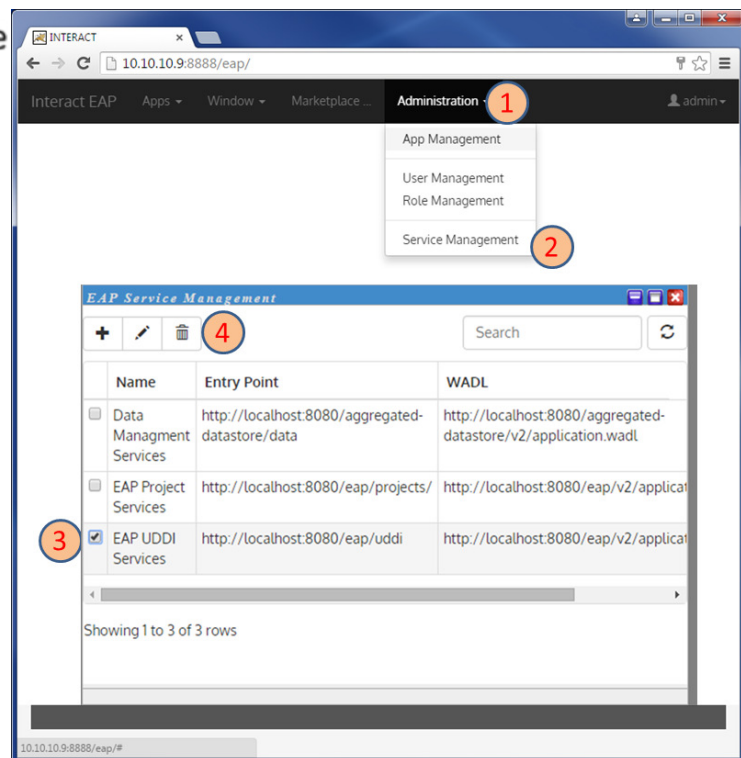 e
INTERACT
10.10.10.9:8888/eap/
Interact EAP Apps Window Marketplace ... Administration 1 admin
App Management
User Management
Role Management
Service Management 2
EAP Service Management
4 Search
Name Entry Point WADL
Data http://localhost:8080/aggregated- http://localhost:8080/aggregated-
Managment datastore/data datastore/v2/application.wadl
Services
EAP Project http://localhost:8080/eap/projects/ http://localhost:8080/eap/v2/applicat
Services
3 EAP UDDI http://localhost:8080/eap/uddi http://localhost:8080/eap/v2/applicat
Services
Showing 1 to 3 of 3 rows
10.10.10.9:8888/eap/#